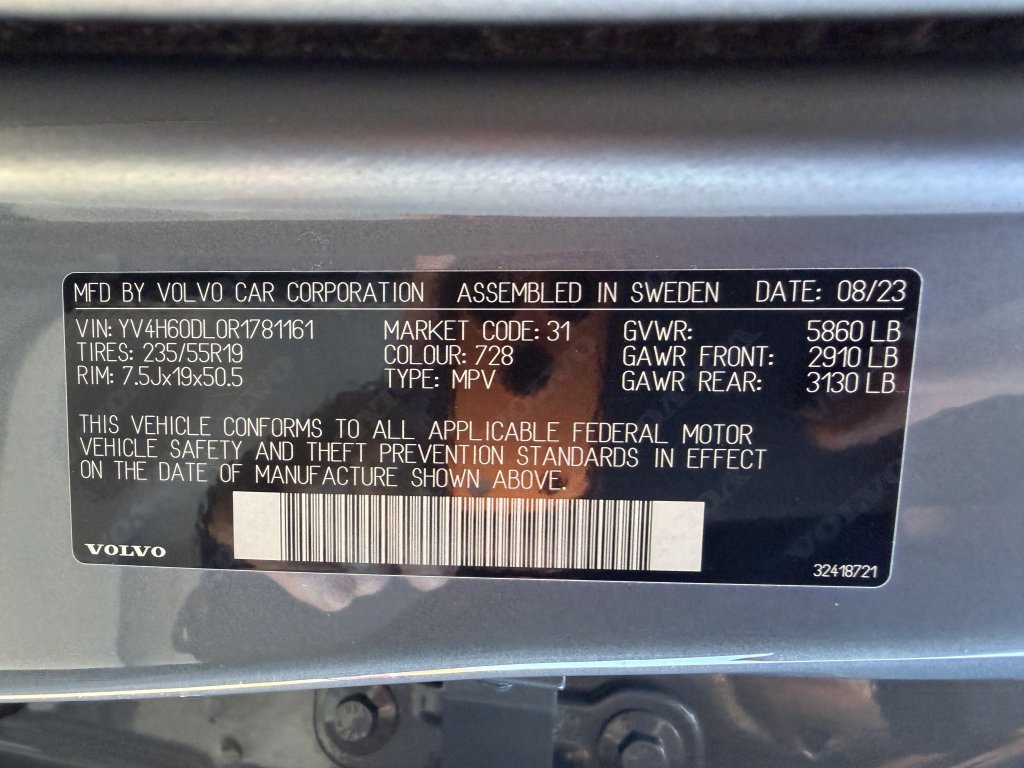 MFD BY VOLVO CAR CORPORATION ASSEMBLED IN SWEDEN DATE: 08/23
VIN: YV4H60DL0R1781161 MARKET CODE: 31 GVWR: 5860 LB
TIRES: 235/55R19 COLOUR: 728 GAWR FRONT: 2910 LB
RIM: 7.5Jx19x50.5 TYPE: MPV GAWR REAR: 3130 LB
THIS VEHICLE CONFORMS TO ALL APPLICABLE FEDERAL MOTOR
VEHICLE SAFETY AND THEFT PREVENTION STANDARDS IN EFFECT
ON THE DATE OF MANUFACTURE SHOWN ABOVE.
VOLVO 32418721